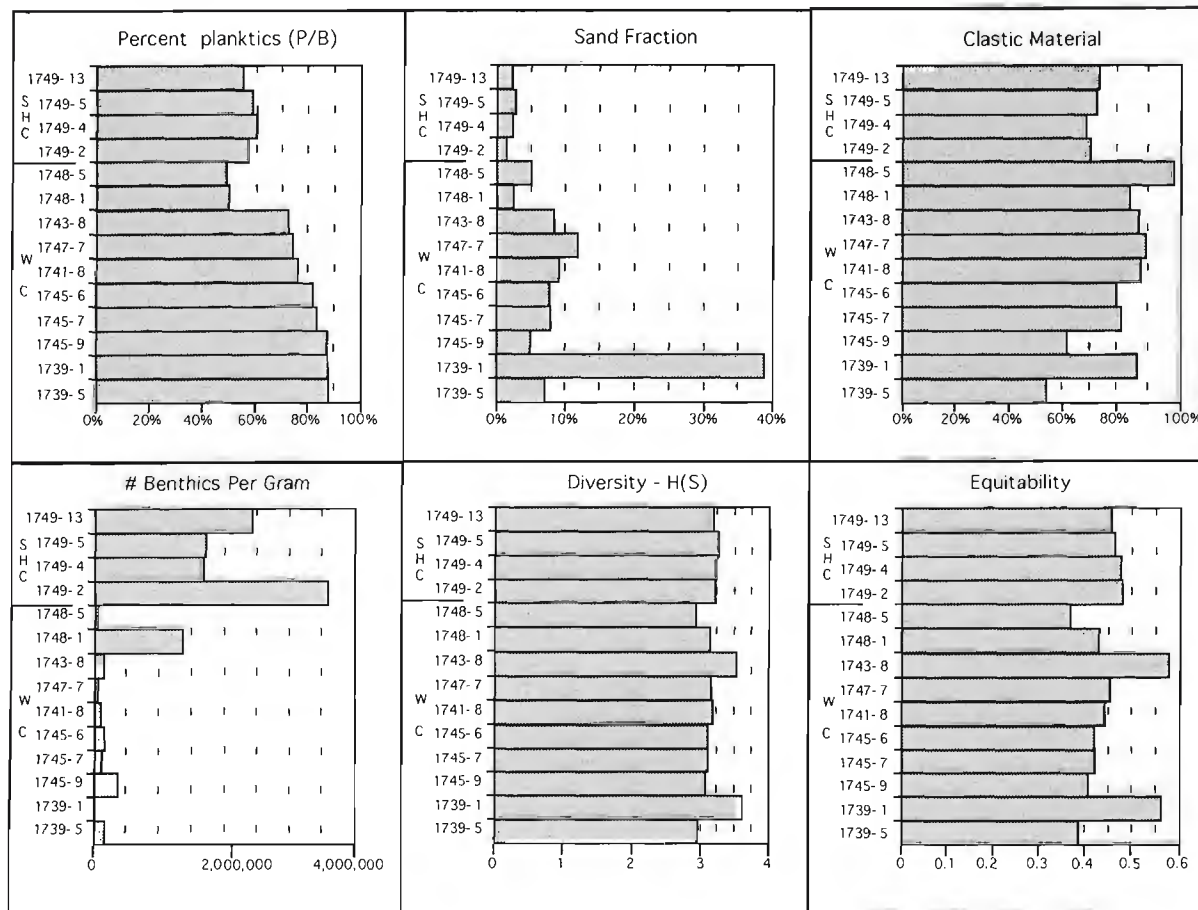 Percent planktics (P/B)
1749-13
1749-5
1749-4
1749-2
1748-5
1748-1
1743-8
1747-7
1741-8
1745-6
1745-7
1745-9
1739-1
1739-5
S
H
C
W
C
0% 20% 40% 60% 80% 100%
Sand Fraction
1749-13
1749-5
1749-4
1749-2
1748-5
1748-1
1743-8
1747-7
1741-8
1745-6
1745-7
1745-9
1739-1
1739-5
S
H
C
W
C
0% 10% 20% 30% 40%
Clastic Material
1749-13
1749-5
1749-4
1749-2
1748-5
1748-1
1743-8
1747-7
1741-8
1745-6
1745-7
1745-9
1739-1
1739-5
S
H
C
W
C
0% 20% 40% 60% 80% 100%
# Benthics Per Gram
1749-13
1749-5
1749-4
1749-2
1748-5
1748-1
1743-8
1747-7
1741-8
1745-6
1745-7
1745-9
1739-1
1739-5
S
H
C
W
C
0 2,000,000 4,000,000
Diversity - H(S)
1749-13
1749-5
1749-4
1749-2
1748-5
1748-1
1743-8
1747-7
1741-8
1745-6
1745-7
1745-9
1739-1
1739-5
S
H
C
W
C
0 1 2 3 4
Equitability
1749-13
1749-5
1749-4
1749-2
1748-5
1748-1
1743-8
1747-7
1741-8
1745-6
1745-7
1745-9
1739-1
1739-5
S
H
C
W
C
0 0.1 0.2 0.3 0.4 0.5 0.6